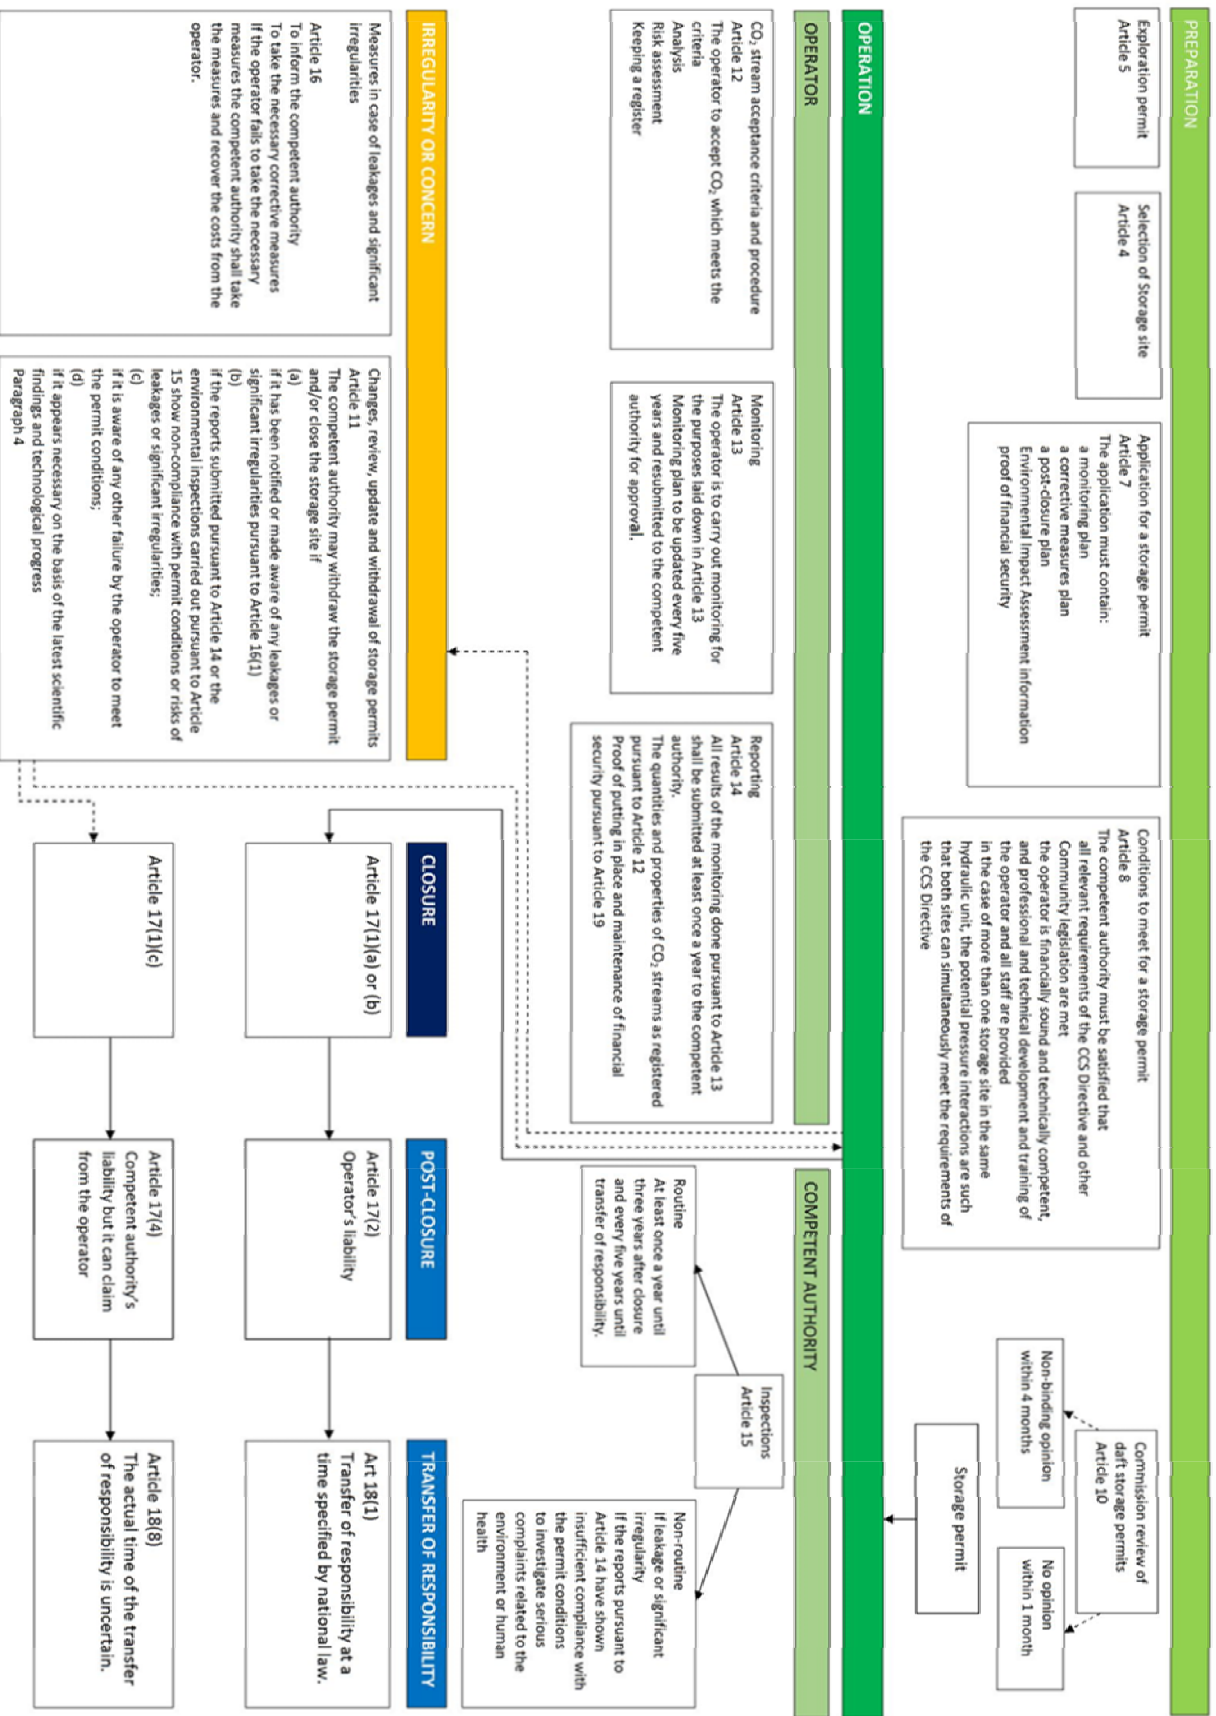 PREPARATION
Exploration permit
Article 5
Selection of Storage site
Article 4
Application for a storage permit
Article 7
The application must contain:
a monitoring plan
a corrective measures plan
a post-closure plan
Environmental Impact Assessment information
proof of financial security
Conditions to meet for a storage permit
Article 8
The competent authority must be satisfied that
all relevant requirements of the CCS Directive and other
Community legislation are met
the operator is financially sound and technically competent,
and professional and technical development and training of
the operator and all staff are provided
in the case of more than one storage site in the same
hydraulic unit, the potential pressure interactions are such
that both sites can simultaneously meet the requirements of
the CCS Directive
Commission review of
daft storage permits
Article 10
Non-binding opinion
within 4 months
No opinion
within 1 month
Storage permit
OPERATION
OPERATOR
COMPETENT AUTHORITY
CO₂ stream acceptance criteria and procedure
Article 12
The operator to accept CO₂ which meets the
criteria
Analysis
Risk assessment
Keeping a register
Monitoring
Article 13
The operator is to carry out monitoring for
the purposes laid down in Article 13
Monitoring plan to be updated every five
years and resubmitted to the competent
authority for approval.
Reporting
Article 14
All results of the monitoring done pursuant to Article 13
shall be submitted at least once a year to the competent
authority.
The quantities and properties of CO₂ streams as registered
pursuant to Article 12
Proof of putting in place and maintenance of financial
security pursuant to Article 19
Inspections
Article 15
Routine
At least once a year until
three years after closure
and every five years until
transfer of responsibility.
Non-routine
If leakage or significant
irregularity
If the reports pursuant to
Article 14 have shown
insufficient compliance with
the permit conditions
to investigate serious
complaints related to the
environment or human
health
IRREGULARITY OR CONCERN
Measures in case of leakages and significant
irregularities
Article 16
To inform the competent authority
To take the necessary corrective measures
If the operator fails to take the necessary
measures the competent authority shall take
the measures and recover the costs from the
operator.
Changes, review, update and withdrawal of storage permits
Article 11
The competent authority may withdraw the storage permit
and/or close the storage site if
(a)
if it has been notified or made aware of any leakages or
significant irregularities pursuant to Article 16(1)
(b)
if the reports submitted pursuant to Article 14 or the
environmental inspections carried out pursuant to Article
15 show non-compliance with permit conditions or risks of
leakages or significant irregularities;
(c)
if it is aware of any other failure by the operator to meet
the permit conditions;
(d)
if it appears necessary on the basis of the latest scientific
findings and technological progress
Paragraph 4
CLOSURE
POST-CLOSURE
TRANSFER OF RESPONSIBILITY
Article 17(1)(a) or (b)
Article 17(2)
Operator's liability
Art 18(1)
Transfer of responsibility at a
time specified by national law.
Article 17(1)(c)
Article 17(4)
Competent authority's
liability but it can claim
from the operator
Article 18(8)
The actual time of the transfer
of responsibility is uncertain.